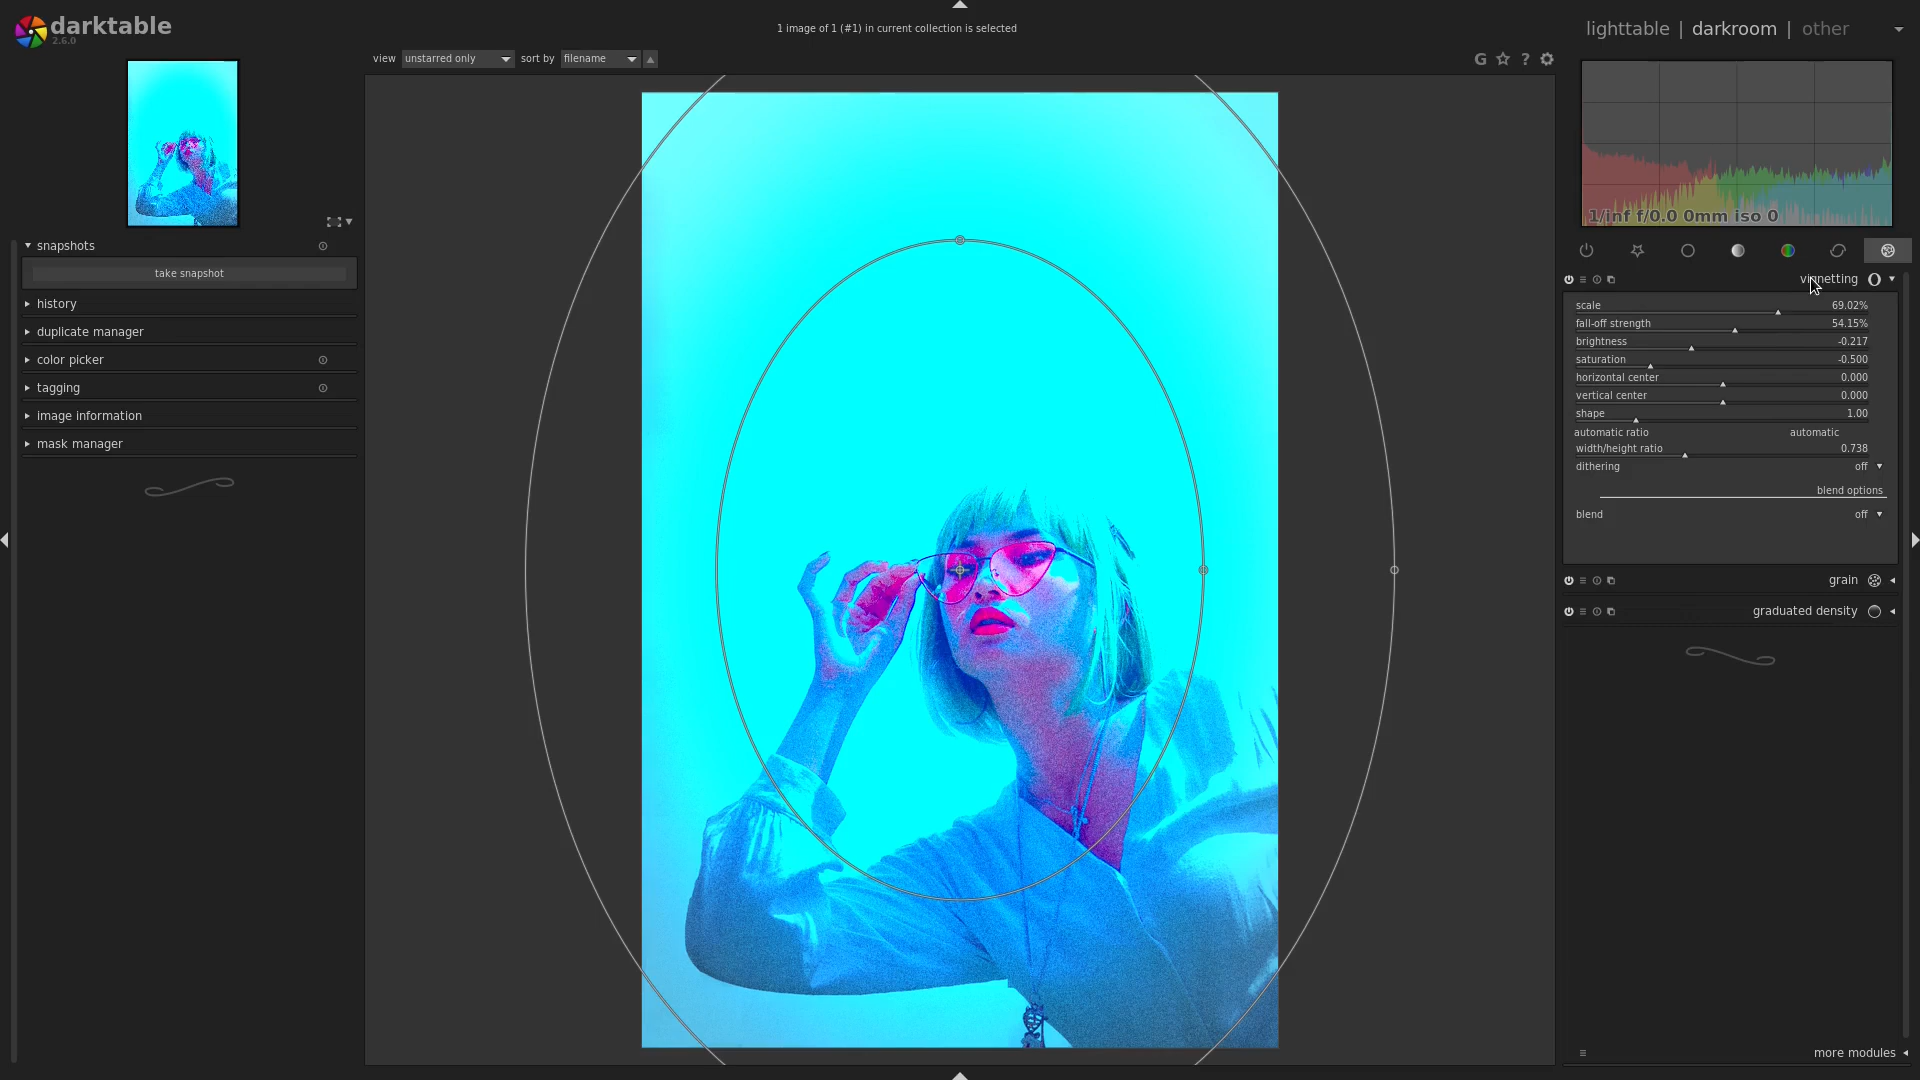 darktable
2.6.0
1 image of 1 (#1) in current collection is selected
lighttable | darkroom | other
view unstarred only sort by filename
G ?
1/inf f/0.0 0mm iso 0
snapshots
take snapshot
history
duplicate manager
color picker
tagging
image information
mask manager
vignetting
scale 69.02%
fall-off strength 54.15%
brightness -0.217
saturation -0.500
horizontal center 0.000
vertical center 0.000
shape 1.00
automatic ratio automatic
width/height ratio 0.738
dithering off
blend options
blend off
grain
graduated density
more modules